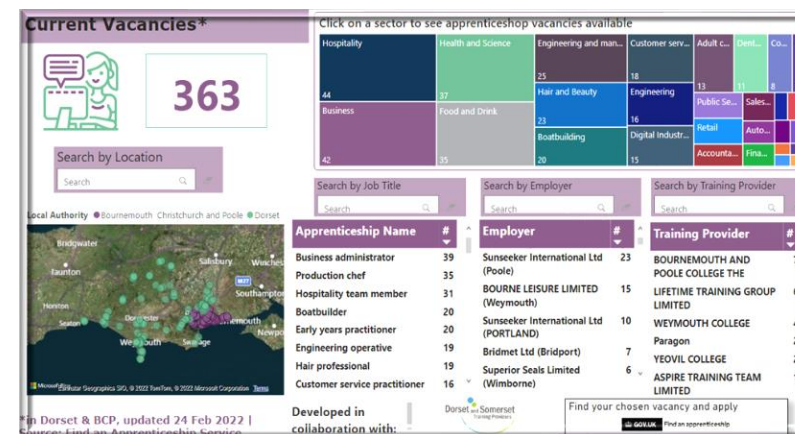 Current Vacancies*
363
Search by Location
Search
Local Authority Bournemouth Christchurch and Poole Dorset
Bridgwater
Taunton
Salisbury
Honiton
Southampton
Seaton
Dorchester
Weymouth
Swanage
Terms
*in Dorset & BCP, updated 24 Feb 2022 |
Source: Find an Apprenticeship Service
Click on a sector to see apprenticeshop vacancies available
Hospitality
44
Health and Science
37
Engineering and man...
25
Customer serv...
18
Adult c...
13
Dent...
11
Co...
8
Business
42
Food and Drink
35
Hair and Beauty
23
Engineering
16
Boatbuilding
20
Digital Industr...
15
Public Se...
Sales...
Retail
Auto...
Accounta...
Fina...
Search by Job Title
Search
Apprenticeship Name #
Business administrator 39
Production chef 35
Hospitality team member 31
Boatbuilder 20
Early years practitioner 20
Engineering operative 19
Hair professional 19
Customer service practitioner 16
Search by Employer
Search
Employer #
Sunseeker International Ltd 23
(Poole)
BOURNE LEISURE LIMITED 15
(Weymouth)
Sunseeker International Ltd 10
(PORTLAND)
Bridmet Ltd (Bridport) 7
Superior Seals Limited 6
(Wimborne)
Search by Training Provider
Search
Training Provider #
BOURNEMOUTH AND
POOLE COLLEGE THE
LIFETIME TRAINING GROUP
LIMITED
WEYMOUTH COLLEGE
Paragon
YEOVIL COLLEGE
ASPIRE TRAINING TEAM
LIMITED
Developed in
collaboration with:
Dorset and Somerset
Training Providers
Find your chosen vacancy and apply
GOV.UK Find an apprenticeship